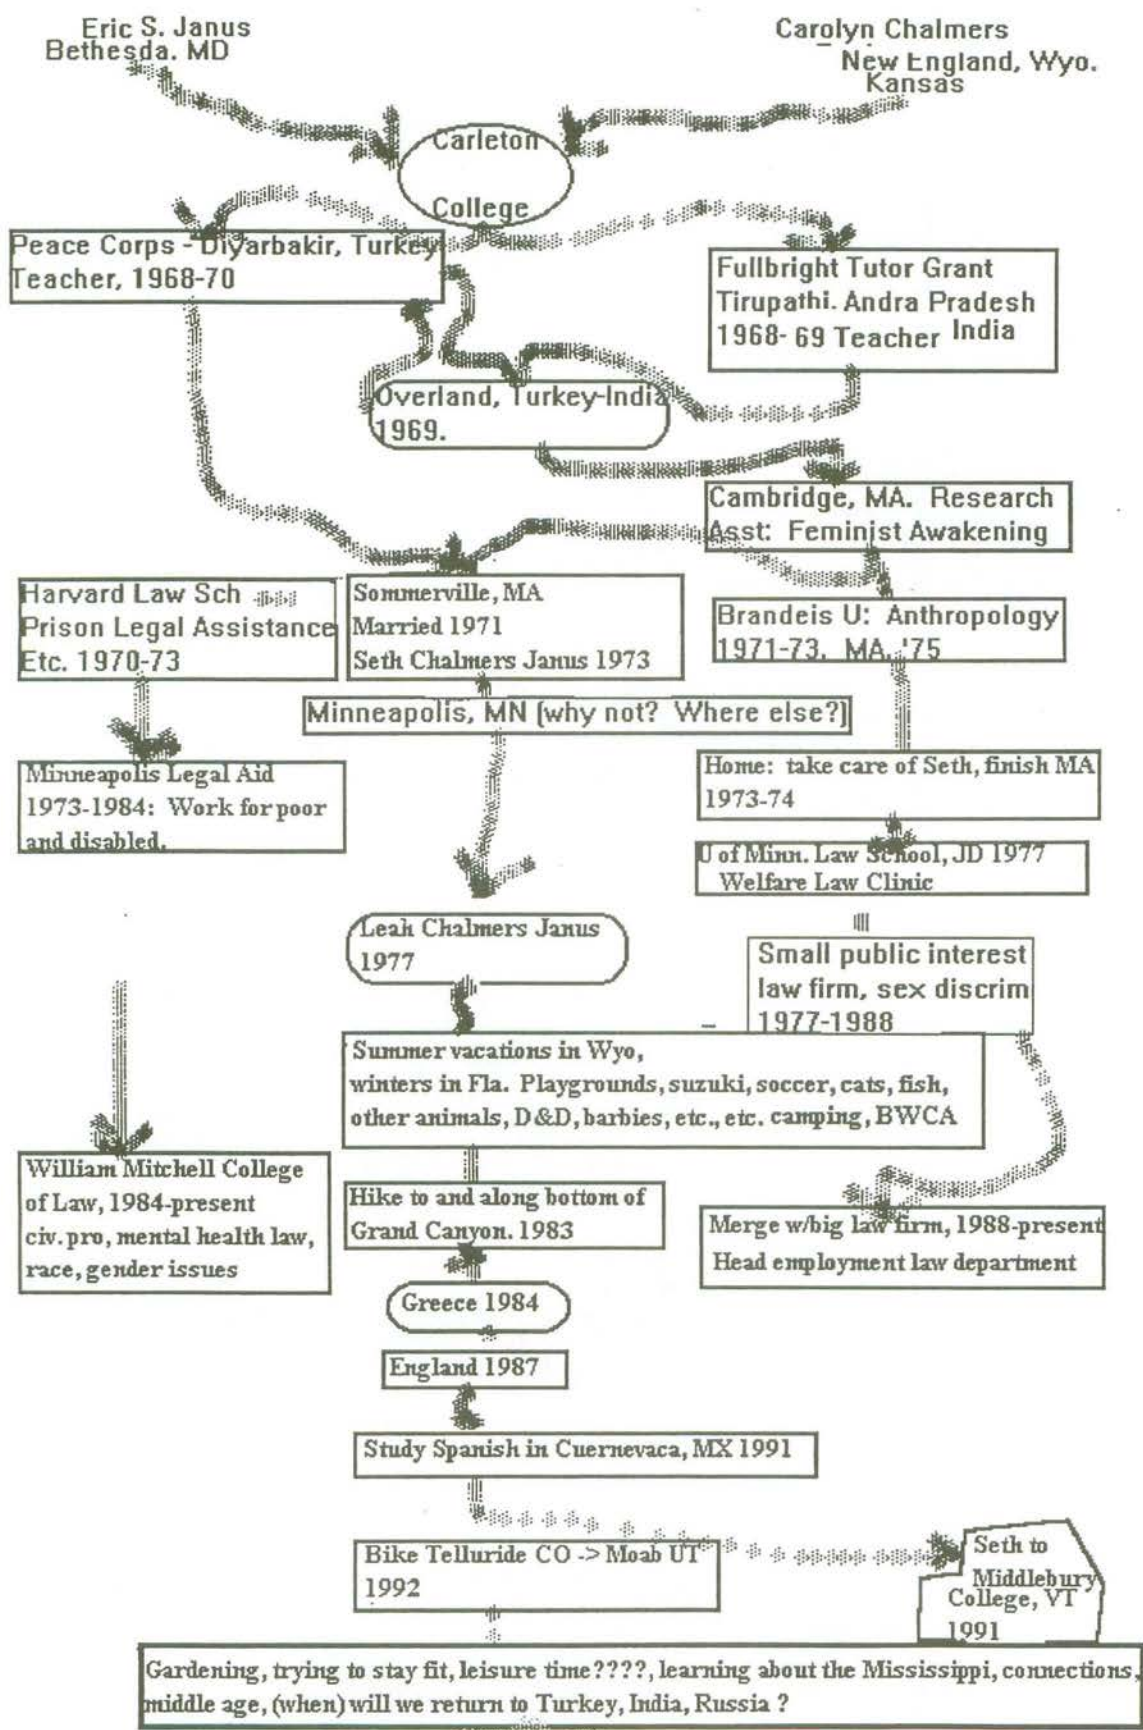 Eric S. Janus
Bethesda. MD
Carolyn Chalmers
New England, Wyo.
Kansas
Carleton
College
Peace Corps - Diyarbakir, Turkey
Teacher, 1968-70
Fullbright Tutor Grant
Tirupathi. Andra Pradesh
1968- 69 Teacher India
Overland, Turkey-India
1969.
Cambridge, MA. Research
Asst: Feminist Awakening
Harvard Law Sch
Prison Legal Assistance
Etc. 1970-73
Sommerville, MA
Married 1971
Seth Chalmers Janus 1973
Brandeis U: Anthropology
1971-73. MA. '75
Minneapolis, MN (why not? Where else?)
Minneapolis Legal Aid
1973-1984: Work for poor
and disabled.
Home: take care of Seth, finish MA
1973-74
U of Minn. Law School, JD 1977
Welfare Law Clinic
Leah Chalmers Janus
1977
Small public interest
law firm, sex discrim
1977-1988
Summer vacations in Wyo,
winters in Fla. Playgrounds, suzuki, soccer, cats, fish,
other animals, D&D, barbies, etc., etc. camping, BWCA
William Mitchell College
of Law, 1984-present
civ. pro, mental health law,
race, gender issues
Hike to and along bottom of
Grand Canyon. 1983
Merge w/big law firm, 1988-present
Head employment law department
Greece 1984
England 1987
Study Spanish in Cuernevaca, MX 1991
Bike Telluride CO -> Moab UT
1992
Seth to
Middlebury
College, VT
1991
Gardening, trying to stay fit, leisure time????, learning about the Mississippi, connections,
middle age, (when) will we return to Turkey, India, Russia ?